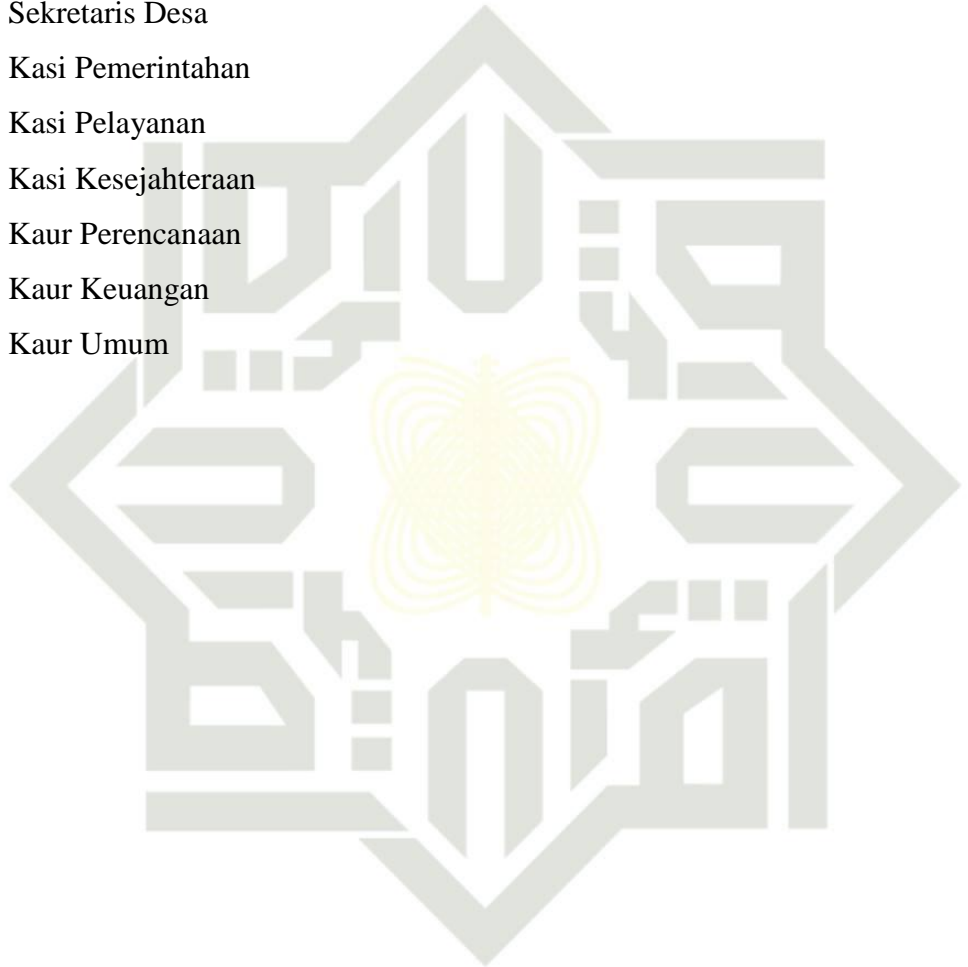 Sekretaris Desa
Kasi Pemerintahan
Kasi Pelayanan
Kasi Kesejahteraan
Kaur Perencanaan
Kaur Keuangan
Kaur Umum